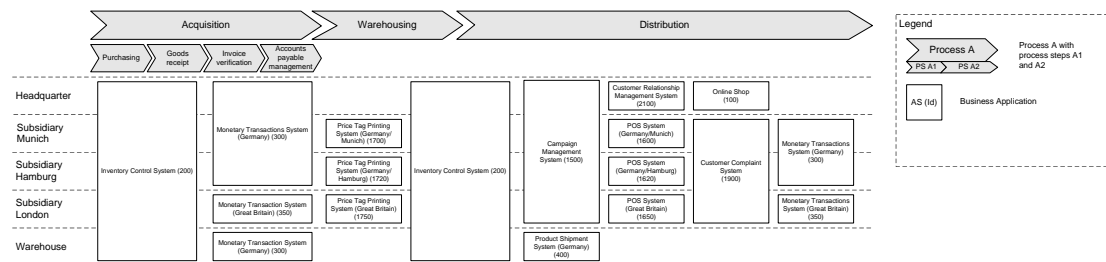 Acquisition
Warehousing
Distribution
Purchasing
Goods
receipt
Invoice
verification
Accounts
payable
management
Legend
Process A
PS A1
PS A2
Process A with
process steps A1
and A2
AS (Id)
Business Application
Headquarter
Subsidiary
Munich
Subsidiary
Hamburg
Subsidiary
London
Warehouse
Inventory Control System (200)
Monetary Transactions System
(Germany) (300)
Monetary Transaction System
(Great Britain) (350)
Monetary Transaction System
(Germany) (300)
Price Tag Printing
System (Germany/
Munich) (1700)
Price Tag Printing
System (Germany/
Hamburg) (1720)
Price Tag Printing
System (Great Britain)
(1750)
Inventory Control System (200)
Campaign
Management
System (1500)
Product Shipment
System (Germany)
(400)
Customer Relationship
Management System
(2100)
POS System
(Germany/Munich)
(1600)
POS System
(Germany/Hamburg)
(1620)
POS System
(Great Britain)
(1650)
Online Shop
(100)
Customer Complaint
System
(1900)
Monetary Transactions
System (Germany)
(300)
Monetary Transactions
System (Great Britain)
(350)